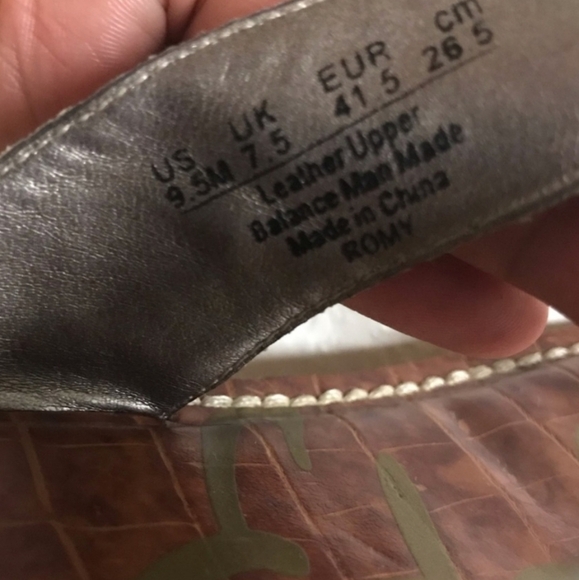 US UK EUR cm
9.5M 7.5 41 5 26 5
Leather Upper
Balance Man Made
Made in China
ROMY